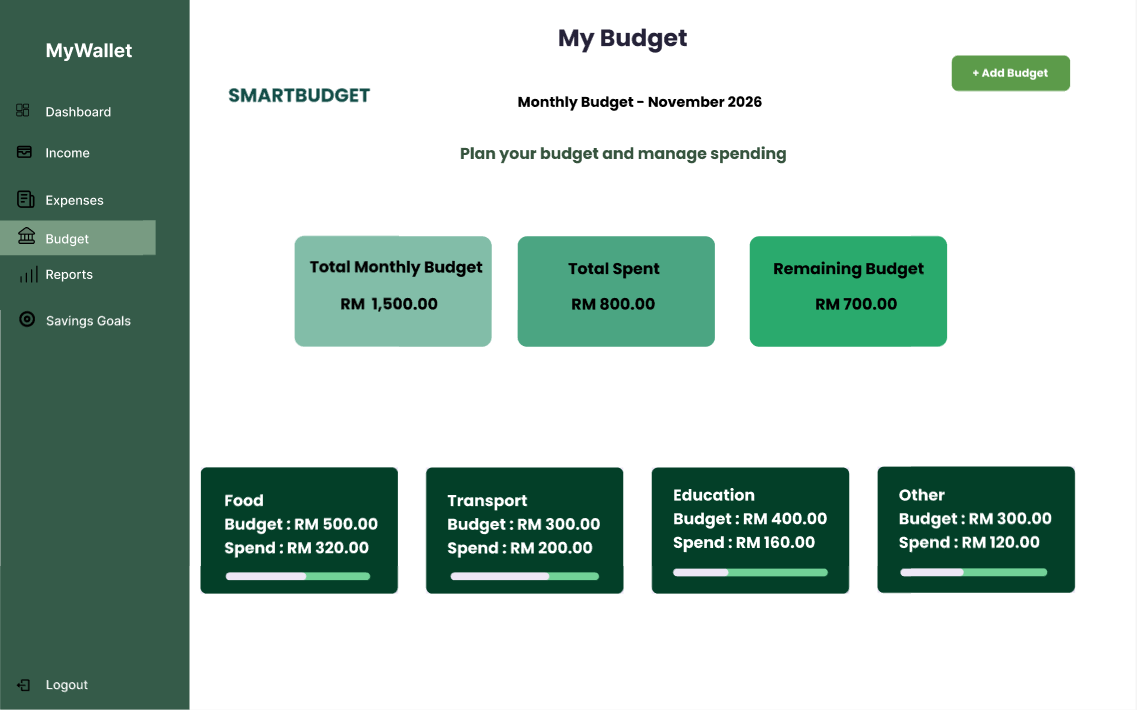 MyWallet
Dashboard
Income
Expenses
Budget
Reports
Savings Goals
Logout
My Budget
+ Add Budget
SMARTBUDGET
Monthly Budget - November 2026
Plan your budget and manage spending
Total Monthly Budget
RM 1,500.00
Total Spent
RM 800.00
Remaining Budget
RM 700.00
Food
Budget : RM 500.00
Spend : RM 320.00
Transport
Budget : RM 300.00
Spend : RM 200.00
Education
Budget : RM 400.00
Spend : RM 160.00
Other
Budget : RM 300.00
Spend : RM 120.00